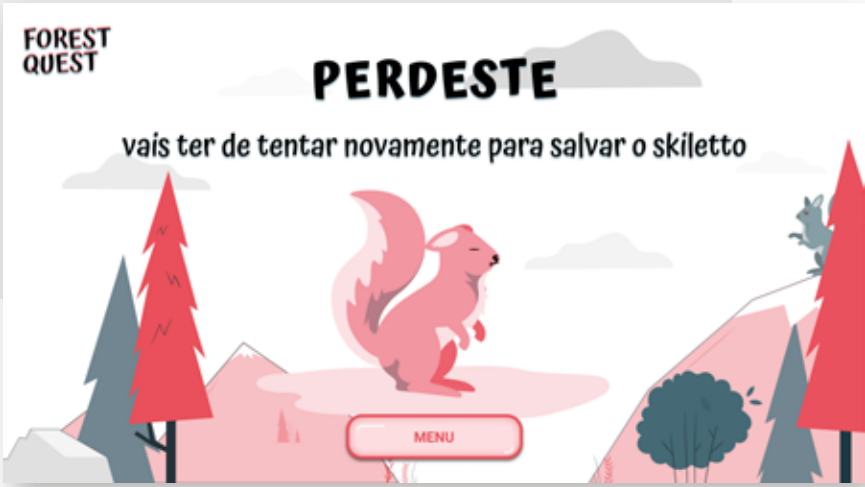 FOREST
QUEST
PERDESTE
vais ter de tentar novamente para salvar o skiletto
MENU